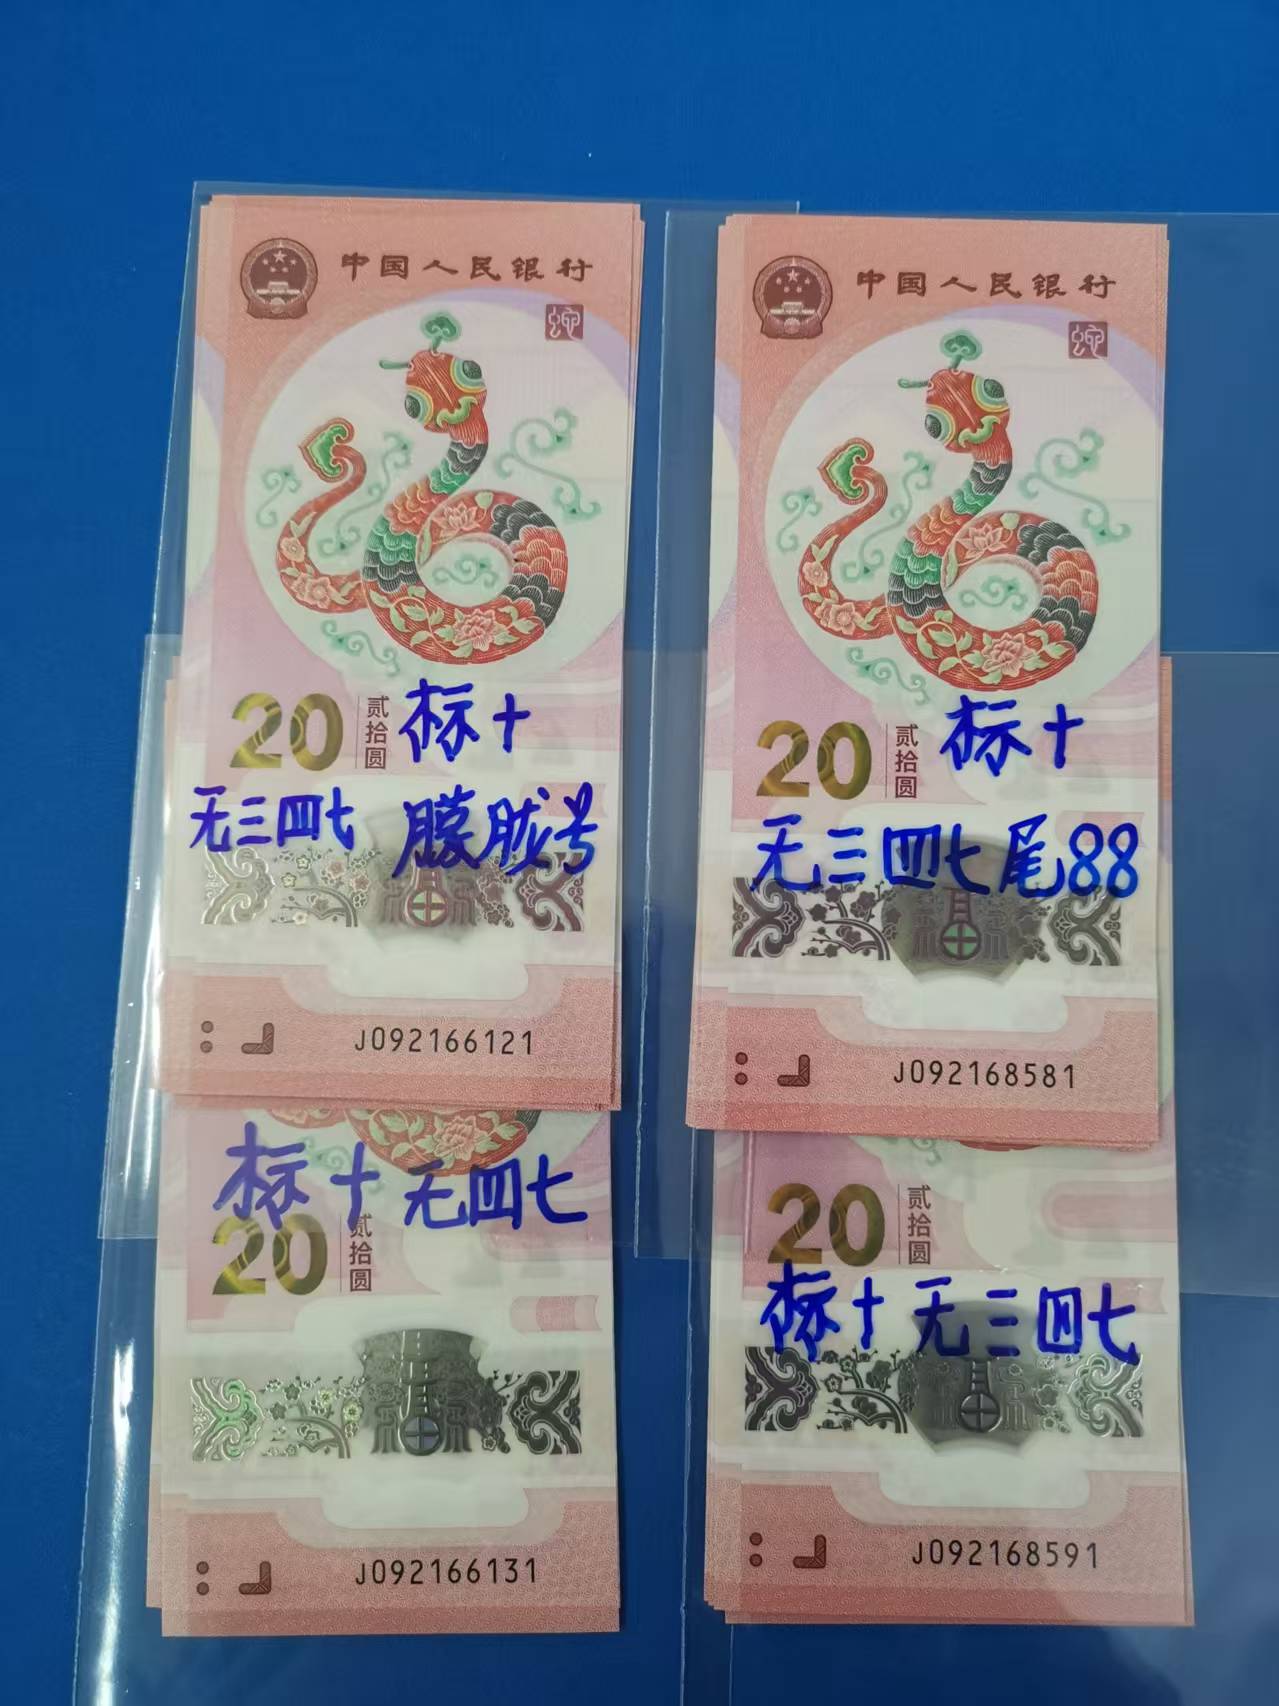 中国人民银行
蛇
20 贰拾圆 标十
无三四七 朦胧号
J092166121
中国人民银行
蛇
20 贰拾圆 标十
无三四七尾88
J092168581
标十无四七
20 贰拾圆
J092166131
20 贰拾圆
标十无三四七
J092168591